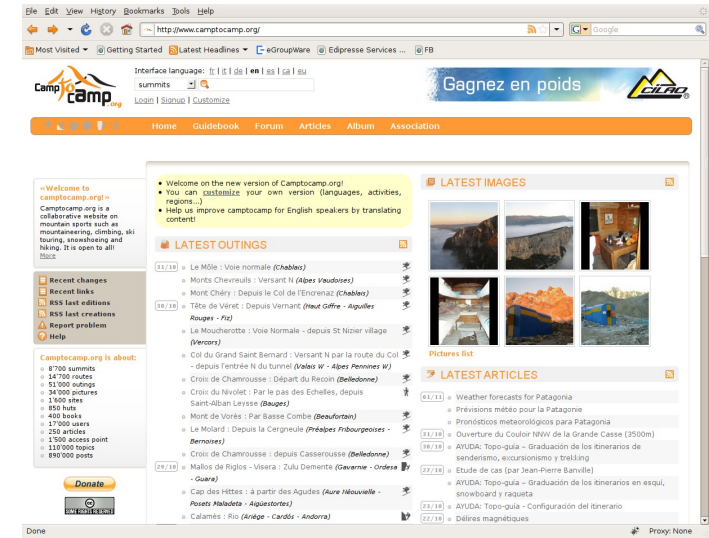 File Edit View History Bookmarks Tools Help
http://www.camptocamp.org/
Google
Most Visited Getting Started Latest Headlines eGroupWare Edipresse Services ... FB
Camp to camp.org
Interface language: fr | it | de | en | es | ca | eu
summits
Login | Signup | Customize
Gagnez en poids
CILAO
Home Guidebook Forum Articles Album Association
«Welcome to
camptocamp.org!»
Camptocamp.org is a
collaborative website on
mountain sports such as
mountaineering, climbing, ski
touring, snowshoeing and
hiking. It is open to all!
More
Recent changes
Recent links
RSS last editions
RSS last creations
Report problem
Help
Camptocamp.org is about:
8'700 summits
14'700 routes
51'000 outings
34'000 pictures
1'600 sites
850 huts
400 books
17'000 users
250 articles
1'500 access point
110'000 topics
890'000 posts
Donate
cc
SOME RIGHTS RESERVED
Welcome on the new version of Camptocamp.org!
You can customize your own version (languages, activities,
regions...)
Help us improve camptocamp for English speakers by translating
content!
LATEST OUTINGS
31/10 Le Môle : Voie normale (Chablais)
Monts Chevreuils : Versant N (Alpes Vaudoises)
Mont Chéry : Depuis le Col de l'Encrenaz (Chablais)
30/10 Tête de Véret : Depuis Vernant (Haut Giffre - Aiguilles
Rouges - Fiz)
Le Moucherotte : Voie Normale - depuis St Nizier village
(Vercors)
Col du Grand Saint Bernard : Versant N par la route du Col
- depuis l'entrée N du tunnel (Valais W - Alpes Pennines W)
Croix de Chamrousse : Départ du Recoin (Belledonne)
Croix du Nivolet : Par le pas des Echelles, depuis
Saint-Alban Leysse (Bauges)
Mont de Vorès : Par Basse Combe (Beaufortain)
Le Molard : Depuis la Cergneule (Préalpes Fribourgeoises -
Bernoises)
Croix de Chamrousse : depuis Casserousse (Belledonne)
29/10 Mallos de Riglos - Visera : Zulu Demente (Gavarnie - Ordesa
- Guara)
Cap des Hittes : à partir des Agudes (Aure Néouvielle -
Posets Maladeta - Aigüestortes)
Calamès : Rio (Ariège - Cardós - Andorra)
LATEST IMAGES
Pictures list
LATEST ARTICLES
01/11 Weather forecasts for Patagonia
Prévisions météo pour la Patagonie
Pronósticos meteorológicos para Patagonia
31/10 Ouverture du Couloir NNW de la Grande Casse (3500m)
30/10 AYUDA: Topo-guía - Graduación de los itinerarios de
senderismo, excursionismo y trekking
27/10 Etude de cas (par Jean-Pierre Banville)
AYUDA: Topo-guía - Graduación de los itinerarios en esquí,
snowboard y raqueta
23/10 AYUDA: Topo-guía - Configuración del itinerario
22/10 Délires magnétiques
Done
Proxy: None